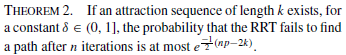 THEOREM 2. If an attraction sequence of length k exists, for
a constant δ ∈ (0, 1], the probability that the RRT fails to find
a path after n iterations is at most e^{\frac{-1}{2}(np−2k)}.